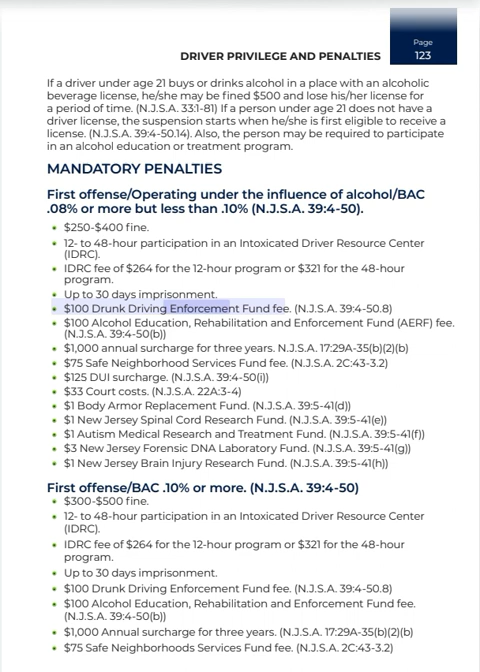 Page
DRIVER PRIVILEGE AND PENALTIES
123
If a driver under age 21 buys or drinks alcohol in a place with an alcoholic
beverage license, he/she may be fined $500 and lose his/her license for
a period of time. (N.J.S.A. 33:1-81) If a person under age 21 does not have a
driver license, the suspension starts when he/she is first eligible to receive a
license. (N.J.S.A. 39:4-50.14). Also, the person may be required to participate
in an alcohol education or treatment program.
MANDATORY PENALTIES
First offense/Operating under the influence of alcohol/BAC
.08% or more but less than .10% (N.J.S.A. 39:4-50).
• $250-$400 fine.
• 12- to 48-hour participation in an Intoxicated Driver Resource Center
(IDRC).
• IDRC fee of $264 for the 12-hour program or $321 for the 48-hour
program.
• Up to 30 days imprisonment.
• $100 Drunk Driving Enforcement Fund fee. (N.J.S.A. 39:4-50.8)
• $100 Alcohol Education, Rehabilitation and Enforcement Fund (AERF) fee.
(N.J.S.A. 39:4-50(b))
• $1,000 annual surcharge for three years. N.J.S.A. 17:29A-35(b)(2)(b)
• $75 Safe Neighborhood Services Fund fee. (N.J.S.A. 2C:43-3.2)
• $125 DUI surcharge. (N.J.S.A. 39:4-50(i))
• $33 Court costs. (N.J.S.A. 22A:3-4)
• $1 Body Armor Replacement Fund. (N.J.S.A. 39:5-41(d))
• $1 New Jersey Spinal Cord Research Fund. (N.J.S.A. 39:5-41(e))
• $1 Autism Medical Research and Treatment Fund. (N.J.S.A. 39:5-41(f))
• $3 New Jersey Forensic DNA Laboratory Fund. (N.J.S.A. 39:5-41(g))
• $1 New Jersey Brain Injury Research Fund. (N.J.S.A. 39:5-41(h))
First offense/BAC .10% or more. (N.J.S.A. 39:4-50)
• $300-$500 fine.
• 12- to 48-hour participation in an Intoxicated Driver Resource Center
(IDRC).
• IDRC fee of $264 for the 12-hour program or $321 for the 48-hour
program.
• Up to 30 days imprisonment.
• $100 Drunk Driving Enforcement Fund fee. (N.J.S.A. 39:4-50.8)
• $100 Alcohol Education, Rehabilitation and Enforcement Fund fee.
(N.J.S.A. 39:4-50(b))
• $1,000 Annual surcharge for three years. (N.J.S.A. 17:29A-35(b)(2)(b)
• $75 Safe Neighborhoods Services Fund fee. (N.J.S.A. 2C:43-3.2)